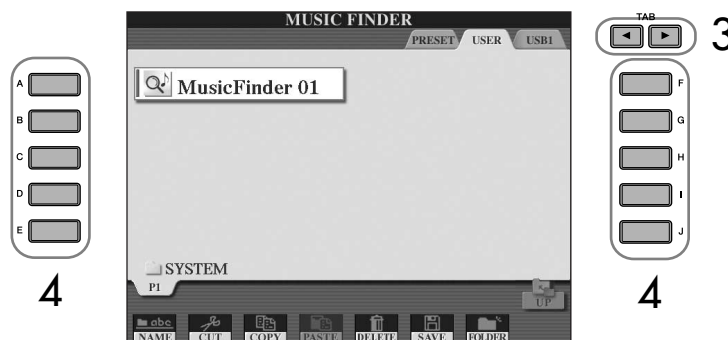 MUSIC FINDER
PRESET USER USB1
TAB
3
MusicFinder 01
A
B
C
D
E
F
G
H
I
J
4
4
SYSTEM
P1
UP
abc
NAME CUT COPY PASTE DELETE SAVE FOLDER